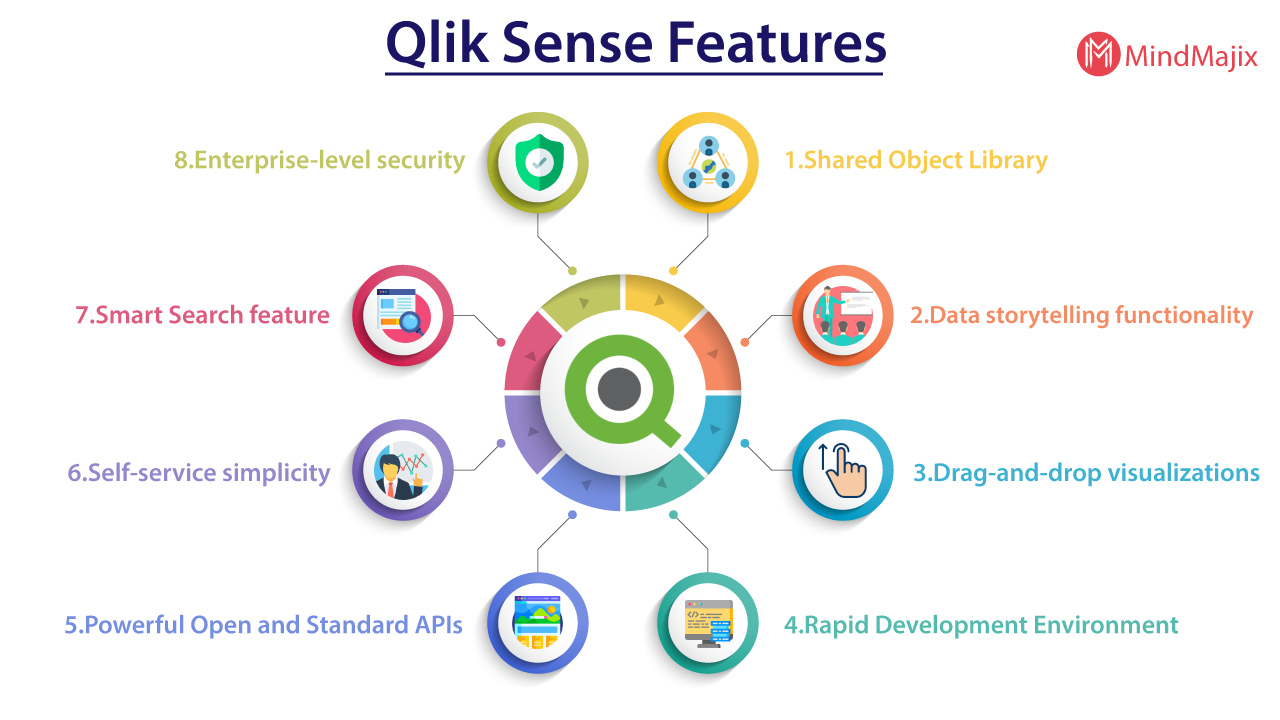 Qlik Sense Features
MindMajix
1.Shared Object Library
2.Data storytelling functionality
3.Drag-and-drop visualizations
4.Rapid Development Environment
5.Powerful Open and Standard APIs
6.Self-service simplicity
7.Smart Search feature
8.Enterprise-level security